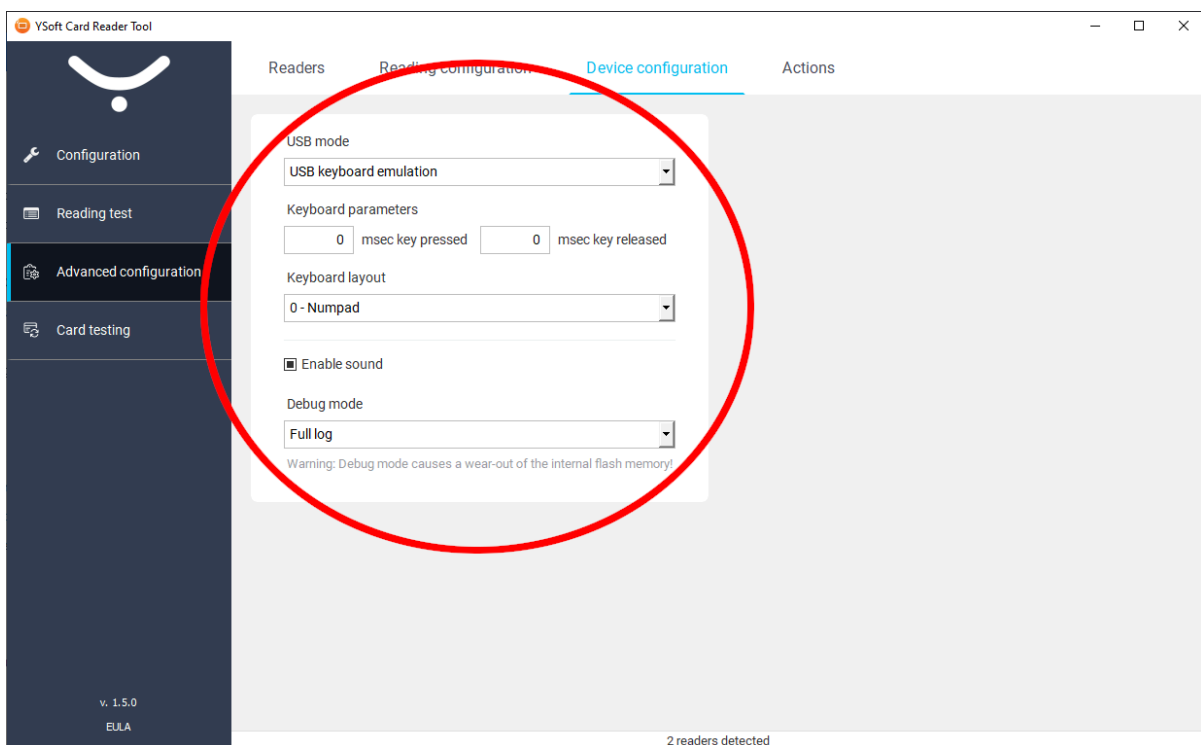 YSoft Card Reader Tool
Readers Reading configuration Device configuration Actions
Configuration
Reading test
Advanced configuration
Card testing
USB mode
USB keyboard emulation
Keyboard parameters
0 msec key pressed 0 msec key released
Keyboard layout
0 - Numpad
Enable sound
Debug mode
Full log
Warning: Debug mode causes a wear-out of the internal flash memory!
v. 1.5.0
EULA
2 readers detected